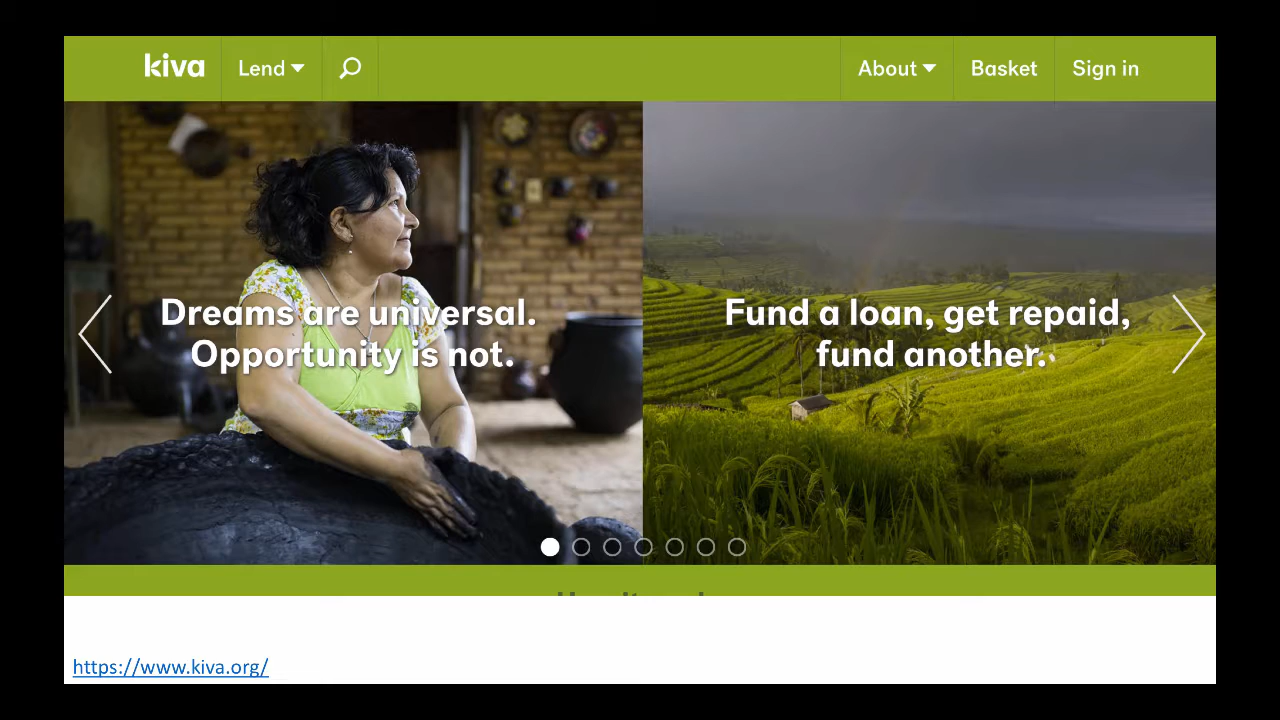 kiva
Lend
About
Basket
Sign in
Dreams are universal.
Opportunity is not.
Fund a loan, get repaid,
fund another.
https://www.kiva.org/